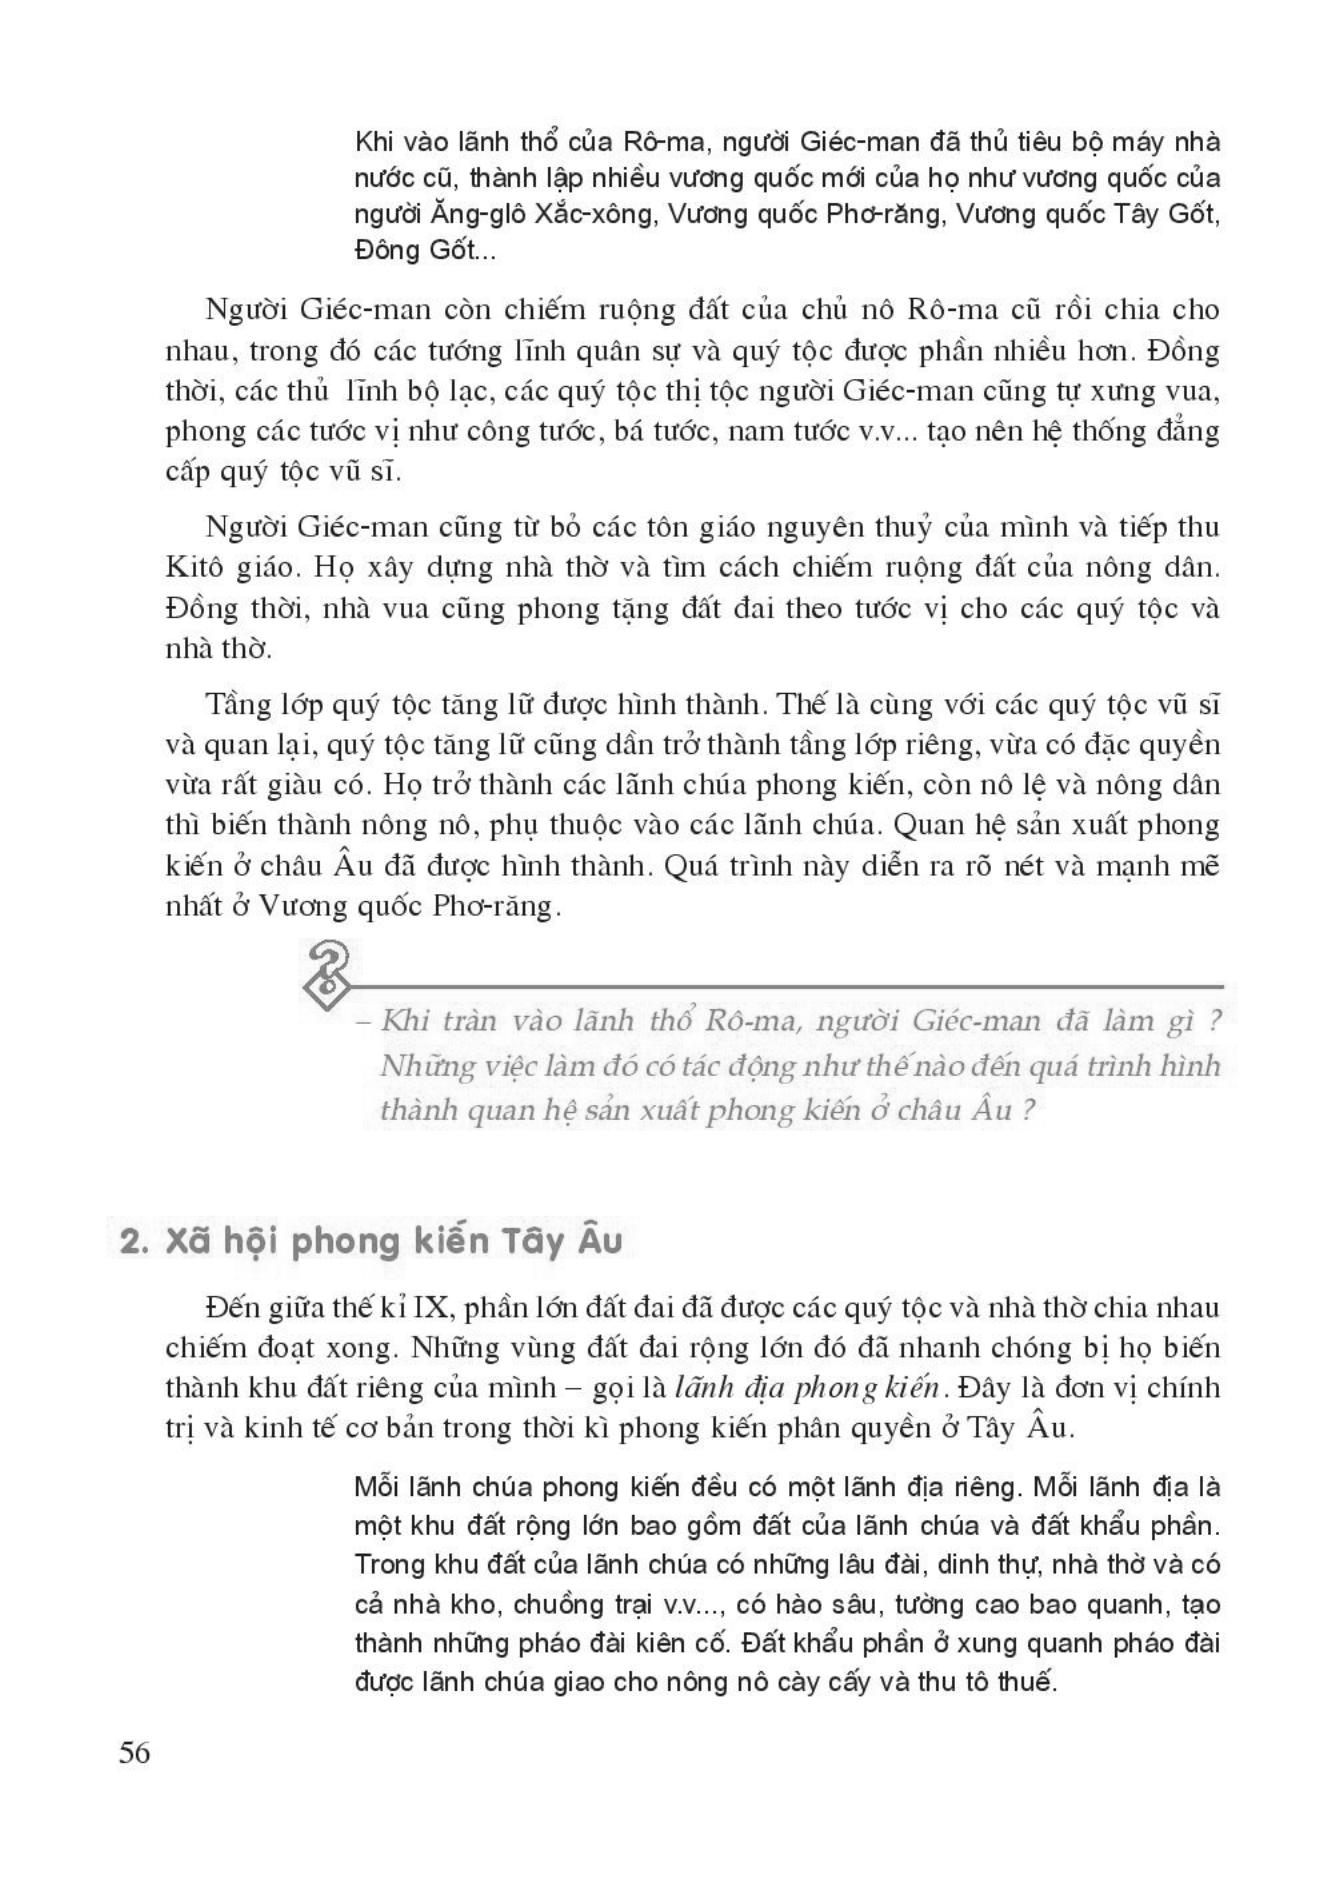 Khi vào lãnh thổ của Rô-ma, người Giéc-man đã thủ tiêu bộ máy nhà
nước cũ, thành lập nhiều vương quốc mới của họ như vương quốc của
người Ăng-glô Xắc-xông, Vương quốc Phơ-răng, Vương quốc Tây Gốt,
Đông Gốt...
Người Giéc-man còn chiếm ruộng đất của chủ nô Rô-ma cũ rồi chia cho
nhau, trong đó các tướng lĩnh quân sự và quý tộc được phần nhiều hơn. Đồng
thời, các thủ lĩnh bộ lạc, các quý tộc thị tộc người Giéc-man cũng tự xưng vua,
phong các tước vị như công tước, bá tước, nam tước v.v... tạo nên hệ thống đẳng
cấp quý tộc vũ sĩ.
Người Giéc-man cũng từ bỏ các tôn giáo nguyên thuỷ của mình và tiếp thu
Kitô giáo. Họ xây dựng nhà thờ và tìm cách chiếm ruộng đất của nông dân.
Đồng thời, nhà vua cũng phong tặng đất đai theo tước vị cho các quý tộc và
nhà thờ.
Tầng lớp quý tộc tăng lữ được hình thành. Thế là cùng với các quý tộc vũ sĩ
và quan lại, quý tộc tăng lữ cũng dần trở thành tầng lớp riêng, vừa có đặc quyền
vừa rất giàu có. Họ trở thành các lãnh chúa phong kiến, còn nô lệ và nông dân
thì biến thành nông nô, phụ thuộc vào các lãnh chúa. Quan hệ sản xuất phong
kiến ở châu Âu đã được hình thành. Quá trình này diễn ra rõ nét và mạnh mẽ
nhất ở Vương quốc Phơ-răng.
?
– Khi tràn vào lãnh thổ Rô-ma, người Giéc-man đã làm gì ?
Những việc làm đó có tác động như thế nào đến quá trình hình
thành quan hệ sản xuất phong kiến ở châu Âu ?
2. Xã hội phong kiến Tây Âu
Đến giữa thế kỉ IX, phần lớn đất đai đã được các quý tộc và nhà thờ chia nhau
chiếm đoạt xong. Những vùng đất đai rộng lớn đó đã nhanh chóng bị họ biến
thành khu đất riêng của mình – gọi là lãnh địa phong kiến. Đây là đơn vị chính
trị và kinh tế cơ bản trong thời kì phong kiến phân quyền ở Tây Âu.
Mỗi lãnh chúa phong kiến đều có một lãnh địa riêng. Mỗi lãnh địa là
một khu đất rộng lớn bao gồm đất của lãnh chúa và đất khẩu phần.
Trong khu đất của lãnh chúa có những lâu đài, dinh thự, nhà thờ và có
cả nhà kho, chuồng trại v.v..., có hào sâu, tường cao bao quanh, tạo
thành những pháo đài kiên cố. Đất khẩu phần ở xung quanh pháo đài
được lãnh chúa giao cho nông nô cày cấy và thu tô thuế.
56